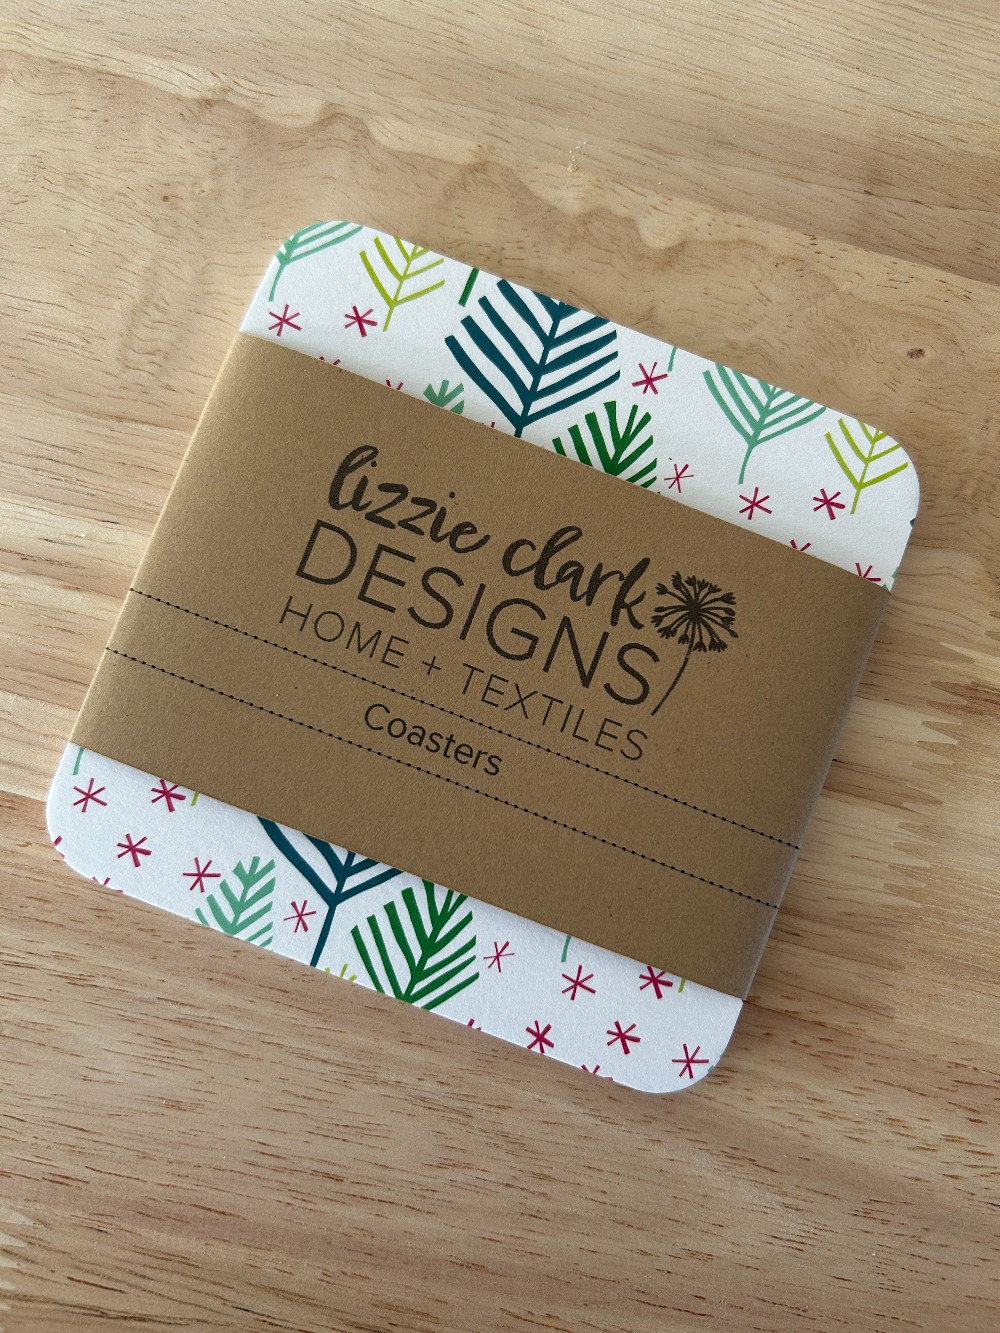 lizzie clark
DESIGNS
HOME + TEXTILES
Coasters